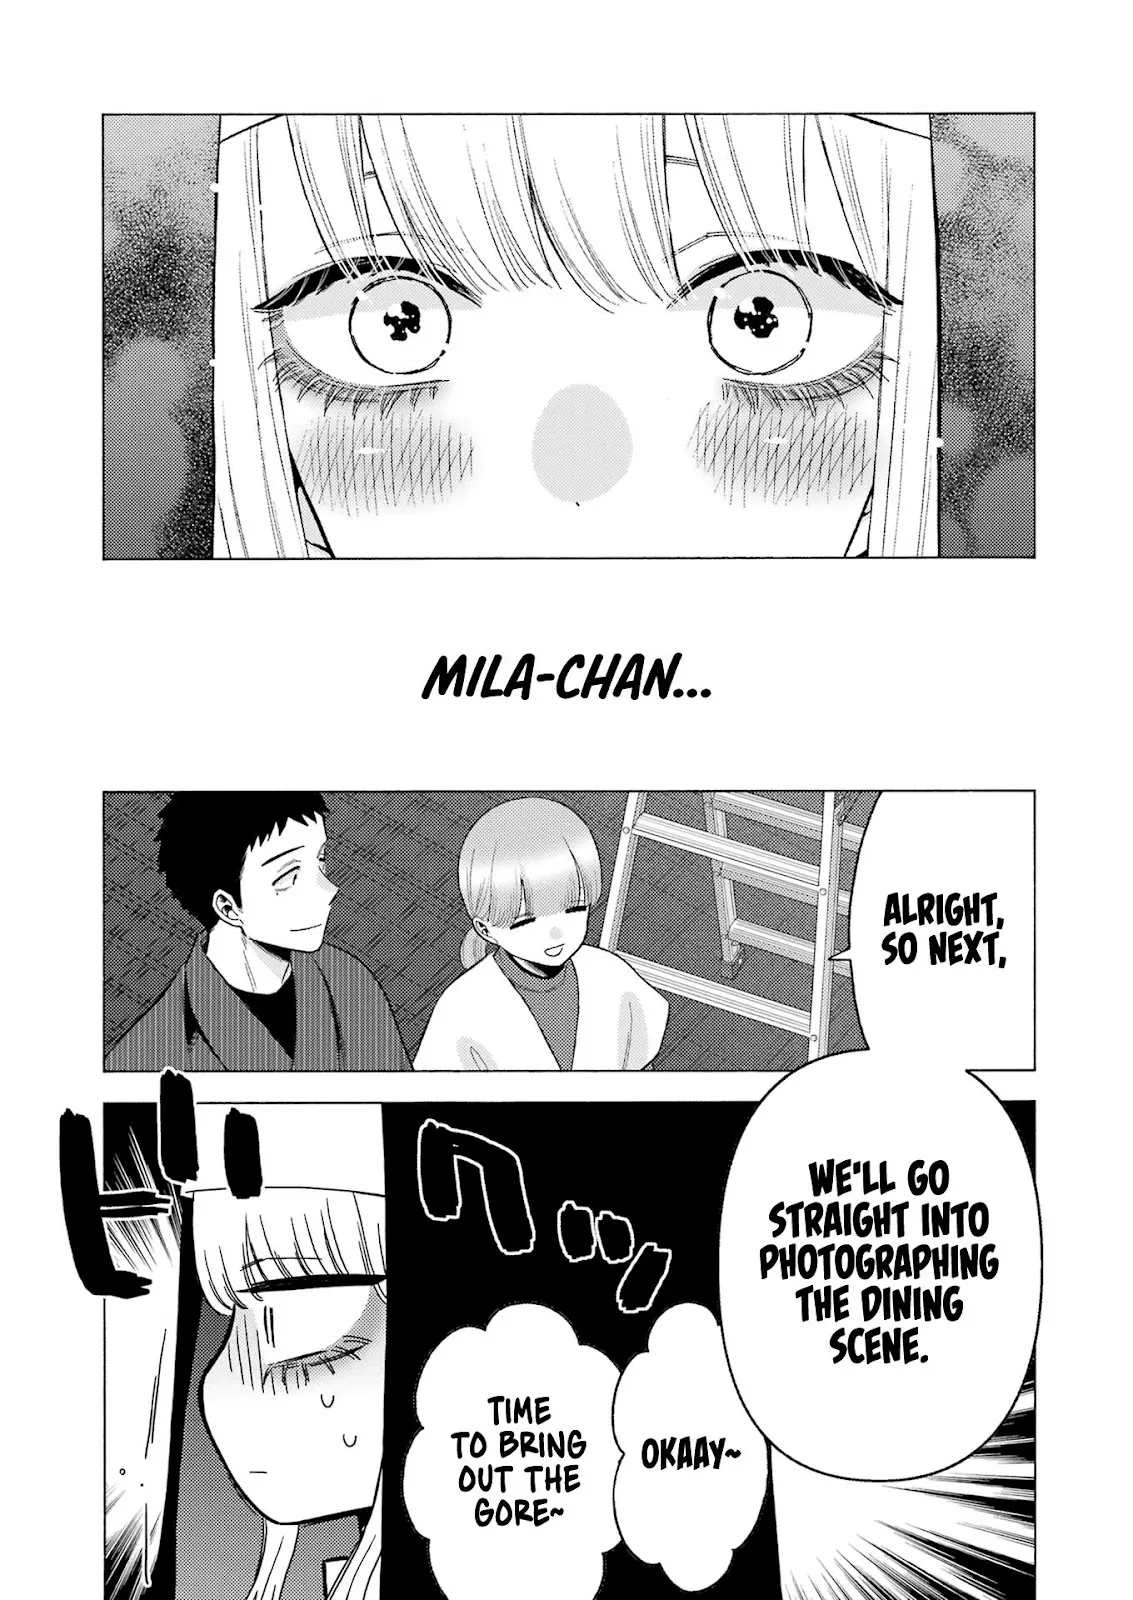 MILA-CHAN...
ALRIGHT,
SO NEXT,
WE'LL GO
STRAIGHT INTO
PHOTOGRAPHING
THE DINING
SCENE.
OKAAY~
TIME
TO BRING
OUT THE
GORE~